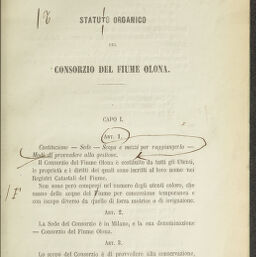 12
STATUTO ORGANICO
DEL
CONSORZIO DEL FIUME OLONA.
CAPO I.
ART. 1.
Costituzione — Sede — Scopo e mezzi per raggiungerlo —
Modi di provvedere alla gestione.
Il Consorzio del Fiume Olona è costituito da tutti gli Utenti,
le proprietà e i diritti dei quali sono inscritti al loro nome nei
Registri Catastali del Fiume.
Non sono però compresi nel numero degli utenti coloro, che
usano delle acque del Fiume per concessione temporanea e
con iscopo diverso da quello di forza motrice o di irrigazione.
ART. 2.
La Sede del Consorzio è in Milano, e la sua denominazione
— Consorzio del Fiume Olona.
ART. 3.
Lo scopo del Consorzio è di provvedere alla conservazione,